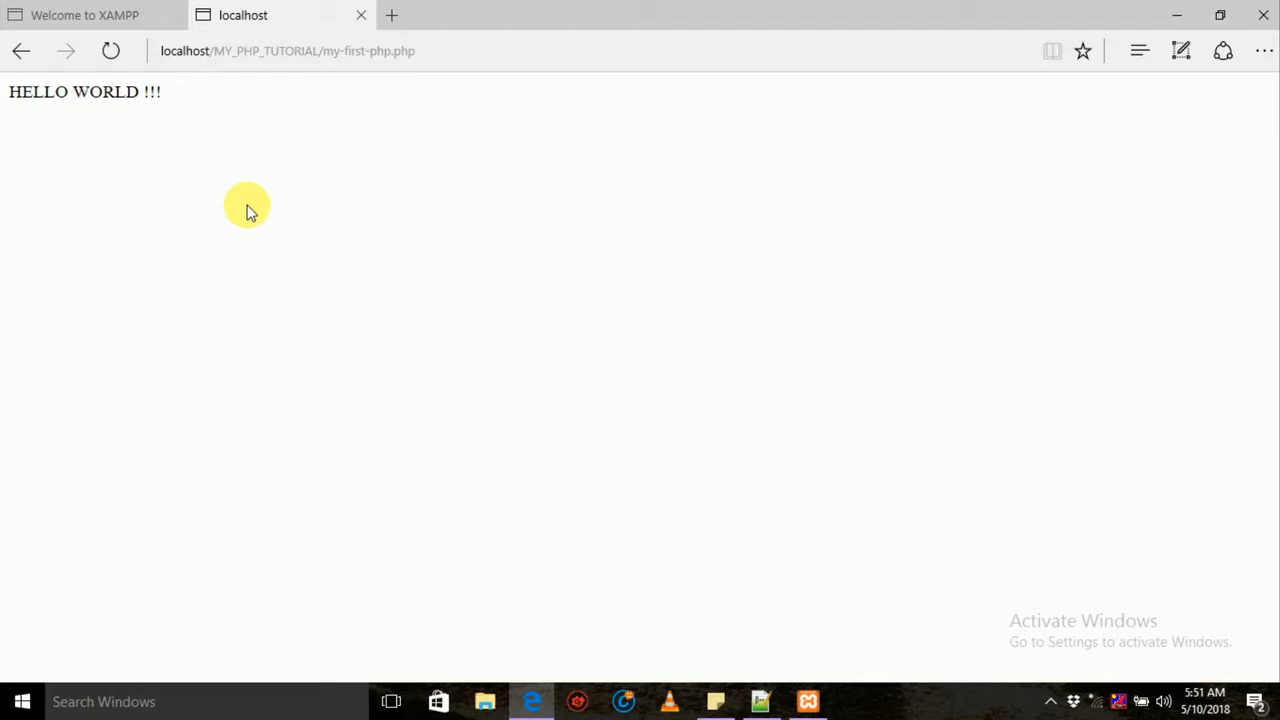 Welcome to XAMPP
localhost
localhost/MY_PHP_TUTORIAL/my-first-php.php
HELLO WORLD !!!
Activate Windows
Go to Settings to activate Windows.
Search Windows
5:51 AM
5/10/2018
2